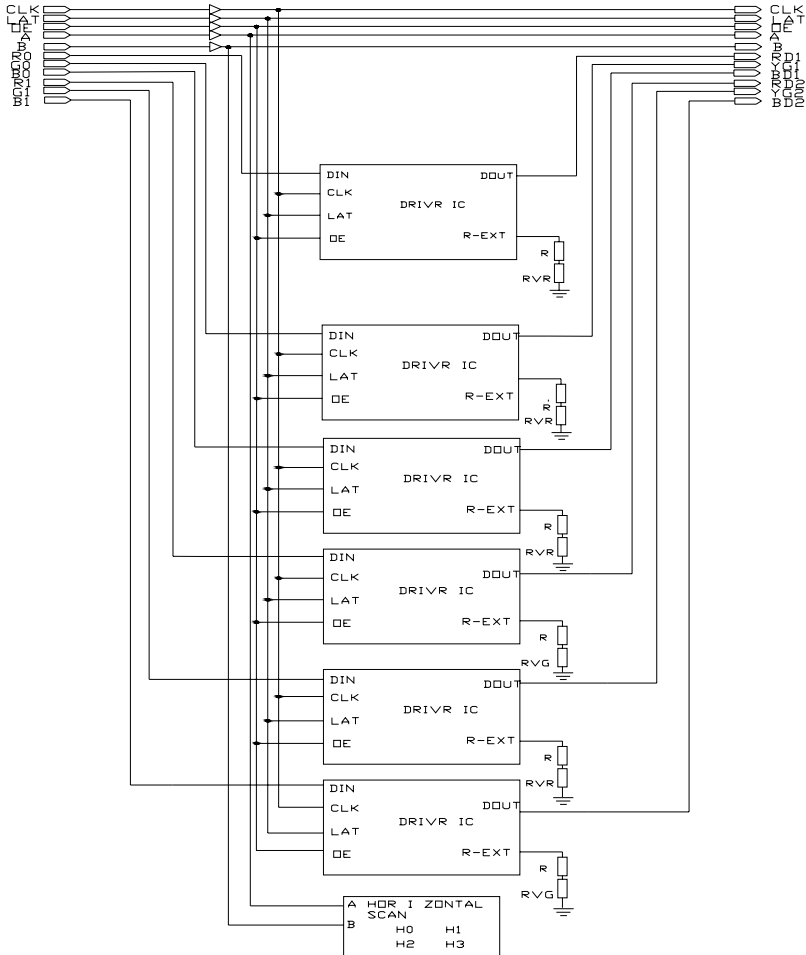 CLK CLK
LAT LAT
OE OE
A A
B B
R0 RD1
G0 YG1
B0 BD1
R1 RD2
G1 YG2
B1 BD2
DIN DOUT
CLK
DRIVR IC
LAT
OE R-EXT
R
RVR
DIN DOUT
CLK
DRIVR IC
LAT
OE R-EXT
R
RVR
DIN DOUT
CLK
DRIVR IC
LAT
OE R-EXT
R
RVR
DIN DOUT
CLK
DRIVR IC
LAT
OE R-EXT
R
RVG
DIN DOUT
CLK
DRIVR IC
LAT
OE R-EXT
R
RVR
DIN DOUT
CLK
DRIVR IC
LAT
OE R-EXT
R
RVG
A HOR I ZONTAL
SCAN
B
H0 H1
H2 H3